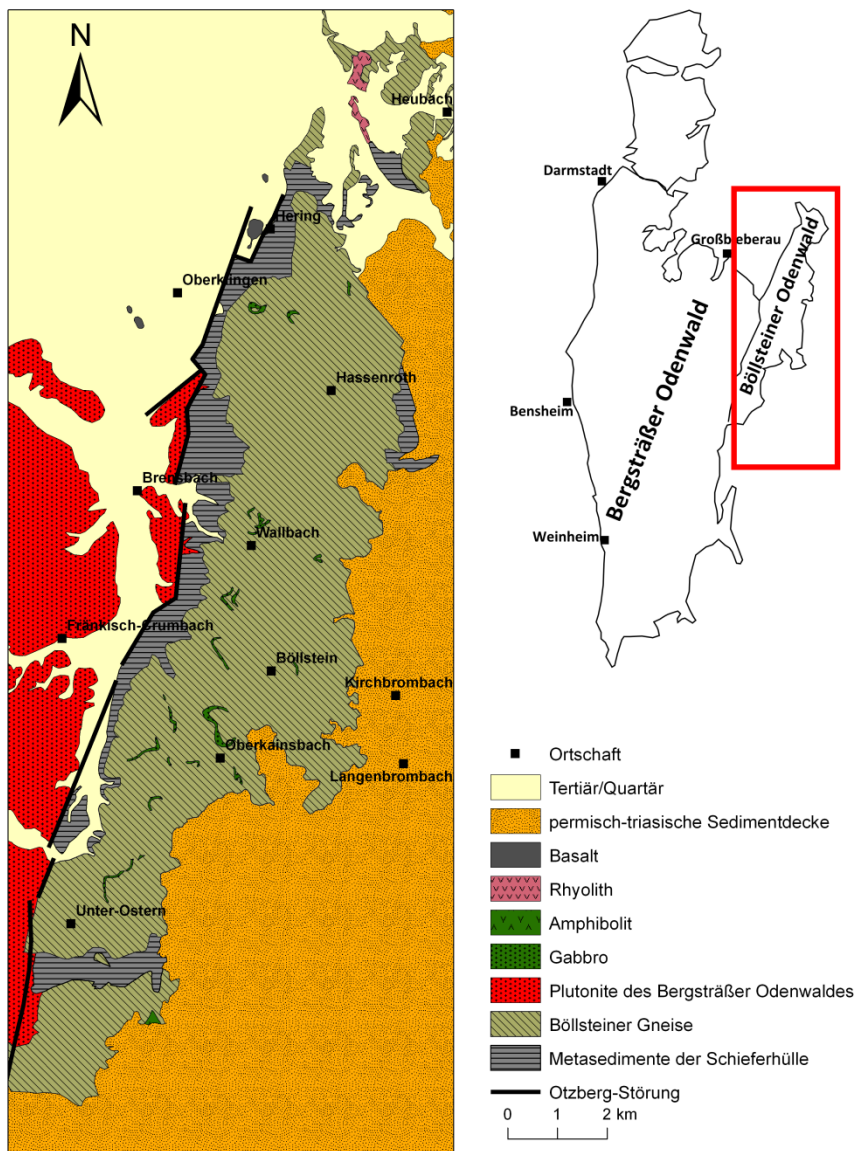 N
Heubach
Hering
Oberklingen
Hassenroth
Brensbach
Wallbach
Fränkisch-Crumbach
Böllstein
Kirchbrombach
Oberkainsbach
Langenbrombach
Unter-Ostern
Darmstadt
Großbieberau
Bergsträßer Odenwald
Böllsteiner Odenwald
Bensheim
Weinheim
Ortschaft
Tertiär/Quartär
permisch-triasische Sedimentdecke
Basalt
Rhyolith
Amphibolit
Gabbro
Plutonite des Bergsträßer Odenwaldes
Böllsteiner Gneise
Metasedimente der Schieferhülle
Otzberg-Störung
0 2 km